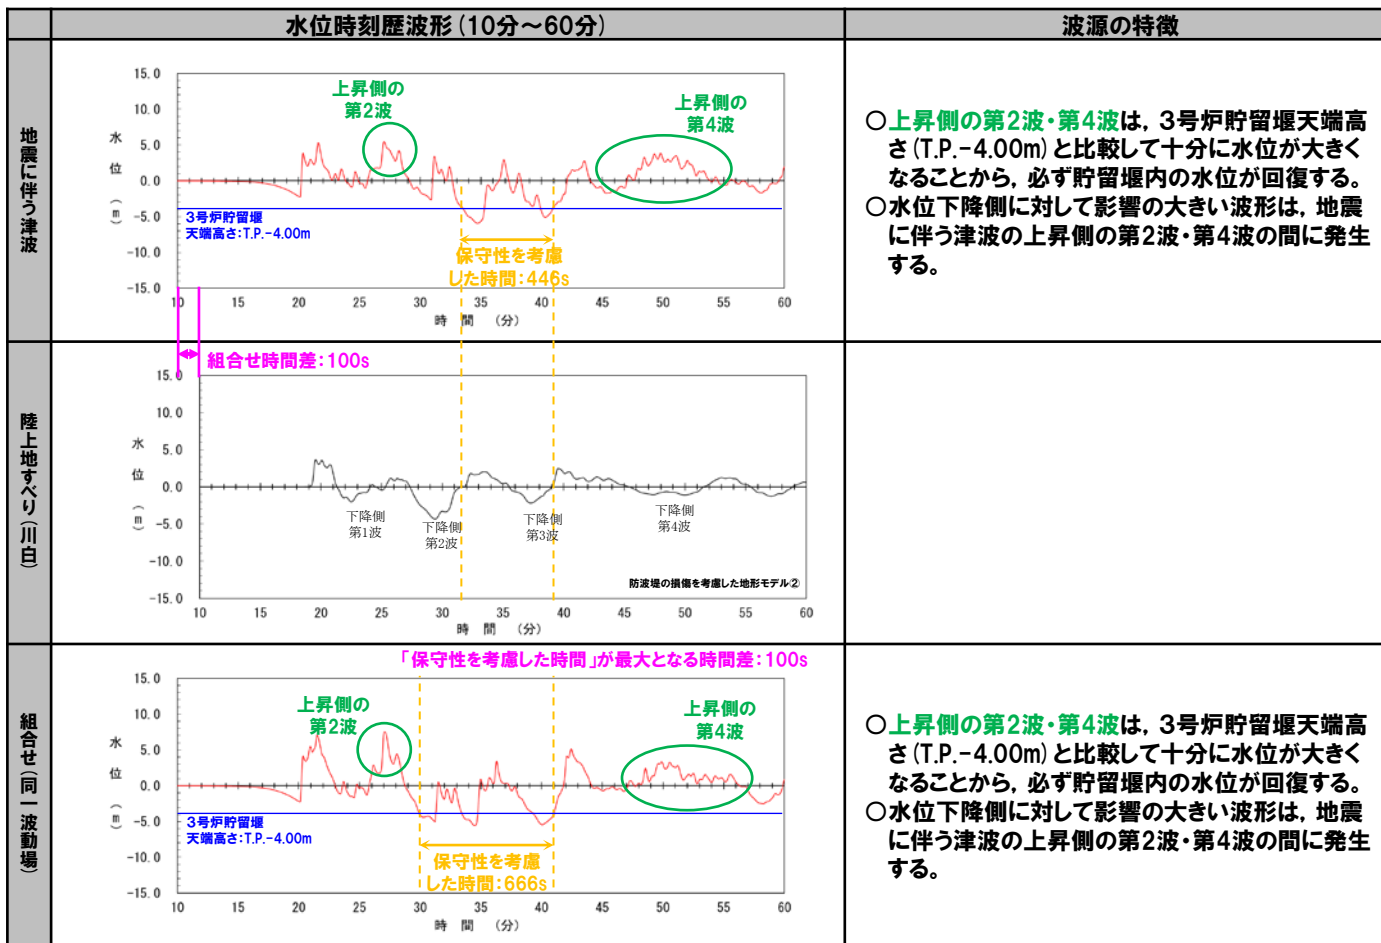 水位時刻歴波形(10分～60分)
波源の特徴
地震に伴う津波
15.0
10.0
5.0
0.0
-5.0
-10.0
-15.0
水位(m)
上昇側の
第2波
上昇側の
第4波
3号炉貯留堰
天端高さ:T.P.-4.00m
保守性を考慮
した時間:446s
10 15 20 25 30 35 40 45 50 55 60
時 間 (分)
○上昇側の第2波・第4波は，3号炉貯留堰天端高
さ(T.P.-4.00m)と比較して十分に水位が大きく
なることから，必ず貯留堰内の水位が回復する。
○水位下降側に対して影響の大きい波形は，地震
に伴う津波の上昇側の第2波・第4波の間に発生
する。
組合せ時間差:100s
陸上地すべり(川白)
15.0
10.0
5.0
0.0
-5.0
-10.0
-15.0
水位(m)
下降側
第1波
下降側
第2波
下降側
第3波
下降側
第4波
防波堤の損傷を考慮した地形モデル②
10 15 20 25 30 35 40 45 50 55 60
時 間 (分)
組合せ(同一波動場)
「保守性を考慮した時間」が最大となる時間差:100s
15.0
10.0
5.0
0.0
-5.0
-10.0
-15.0
水位(m)
上昇側の
第2波
上昇側の
第4波
3号炉貯留堰
天端高さ:T.P.-4.00m
保守性を考慮
した時間:666s
10 15 20 25 30 35 40 45 50 55 60
時 間 (分)
○上昇側の第2波・第4波は，3号炉貯留堰天端高
さ(T.P.-4.00m)と比較して十分に水位が大きく
なることから，必ず貯留堰内の水位が回復する。
○水位下降側に対して影響の大きい波形は，地震
に伴う津波の上昇側の第2波・第4波の間に発生
する。